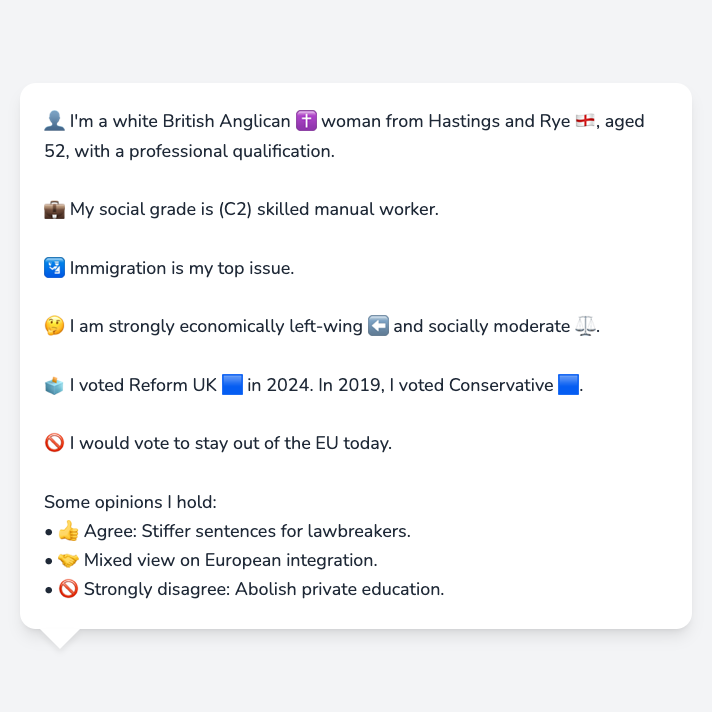 👤 I'm a white British Anglican ✝️ woman from Hastings and Rye 🏴󠁧󠁢󠁥󠁮󠁧󠁿, aged
52, with a professional qualification.
💼 My social grade is (C2) skilled manual worker.
🛂 Immigration is my top issue.
🤔 I am strongly economically left-wing ⬅️ and socially moderate ⚖️.
🗳️ I voted Reform UK 🟦 in 2024. In 2019, I voted Conservative 🟦.
🚫 I would vote to stay out of the EU today.
Some opinions I hold:
• 👍 Agree: Stiffer sentences for lawbreakers.
• 🤝 Mixed view on European integration.
• 🚫 Strongly disagree: Abolish private education.